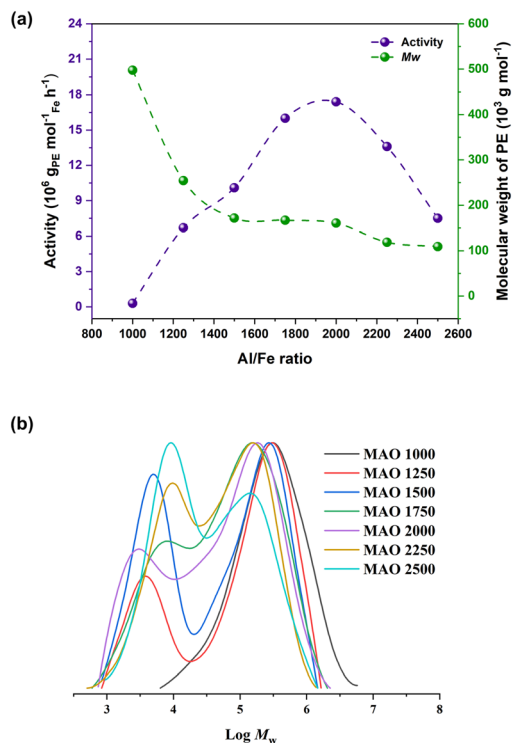 (a)
Activity
Mw
Activity (10⁶ gPE mol⁻¹Fe h⁻¹)
24
21
18
15
12
9
6
3
0
Molecular weight of PE (10³ g mol⁻¹)
600
500
400
300
200
100
0
800 1000 1200 1400 1600 1800 2000 2200 2400 2600
Al/Fe ratio
(b)
MAO 1000
MAO 1250
MAO 1500
MAO 1750
MAO 2000
MAO 2250
MAO 2500
3 4 5 6 7 8
Log Mw